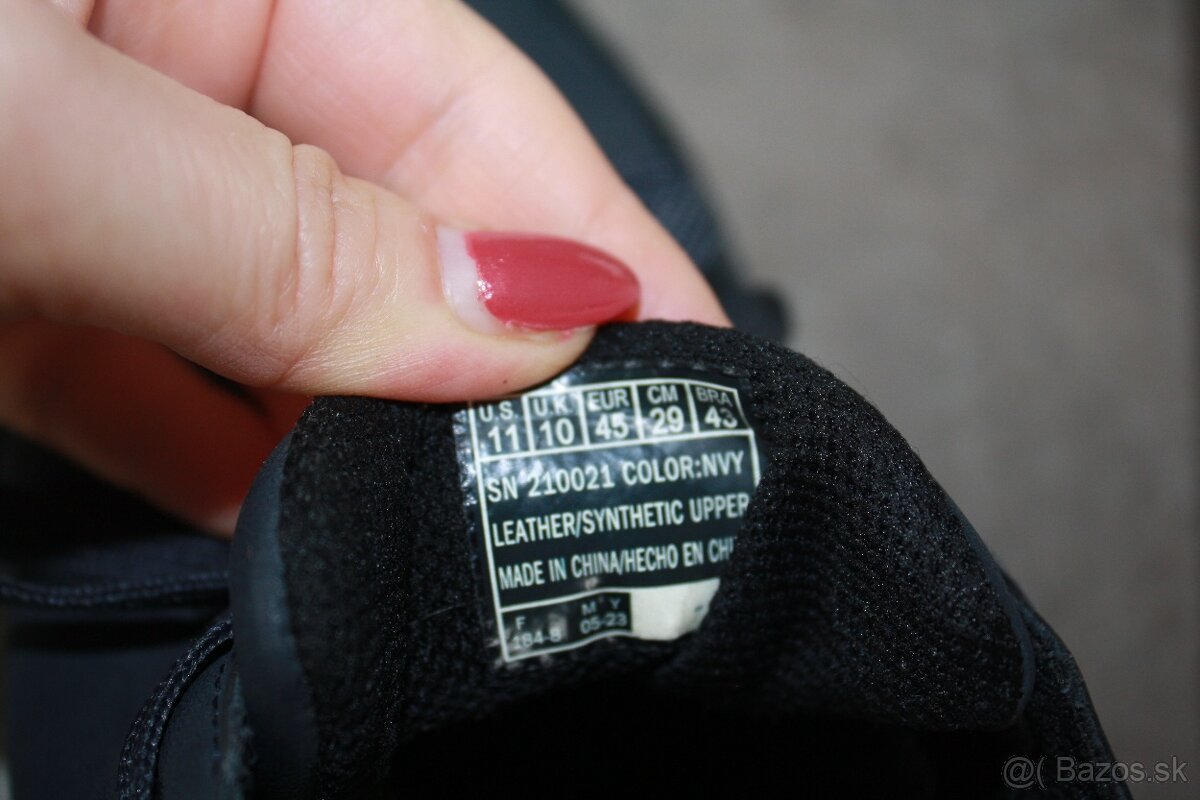 U.S. U.K EUR CM BRA
11 10 45 29 43
SN 210021 COLOR:NVY
LEATHER/SYNTHETIC UPPER
MADE IN CHINA/HECHO EN
F M Y
184-8 05-23
@( Bazos.sk